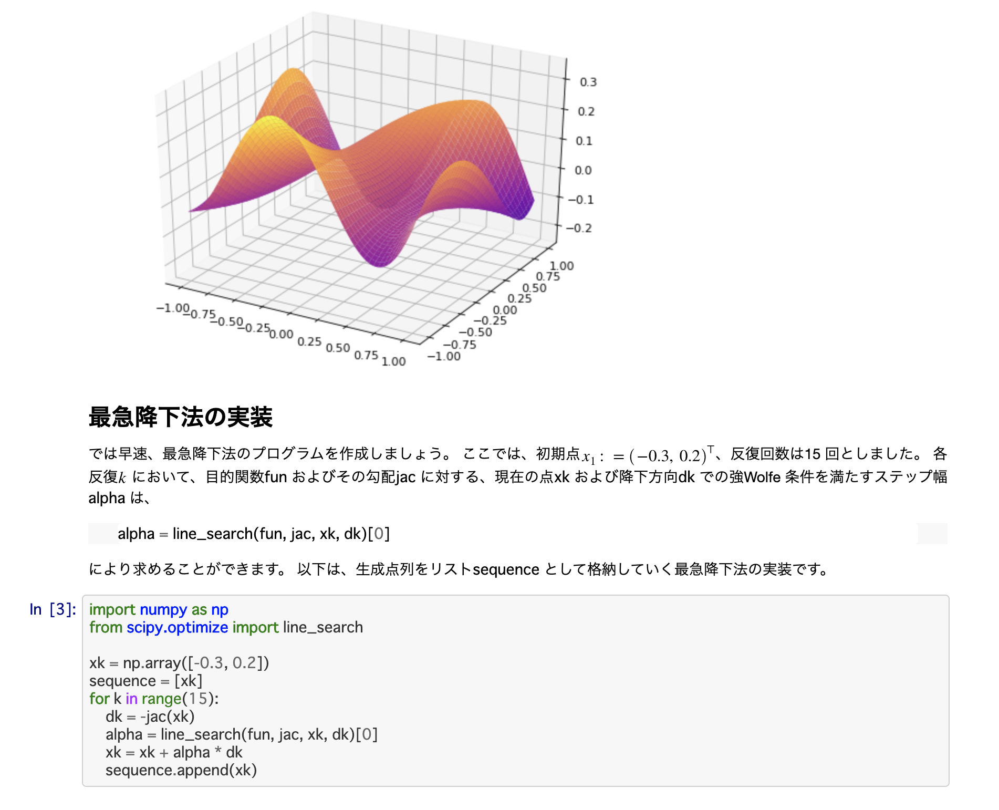 0.3
0.2
0.1
0.0
−0.1
−0.2
1.00
0.75
0.50
0.25
0.00
−0.25
−0.50
−0.75
−1.00
−1.00
−0.75
−0.50
−0.25
0.00
0.25
0.50
0.75
1.00
最急降下法の実装
では早速、最急降下法のプログラムを作成しましょう。 ここでは、初期点x₁ : = (−0.3, 0.2)⊤、反復回数は15 回としました。 各
反復k において、目的関数fun およびその勾配jac に対する、現在の点xk および降下方向dk での強Wolfe 条件を満たすステップ幅
alpha は、
alpha = line_search(fun, jac, xk, dk)[0]
により求めることができます。 以下は、生成点列をリストsequence として格納していく最急降下法の実装です。
In [3]:
import numpy as np
from scipy.optimize import line_search
xk = np.array([-0.3, 0.2])
sequence = [xk]
for k in range(15):
    dk = -jac(xk)
    alpha = line_search(fun, jac, xk, dk)[0]
    xk = xk + alpha * dk
    sequence.append(xk)